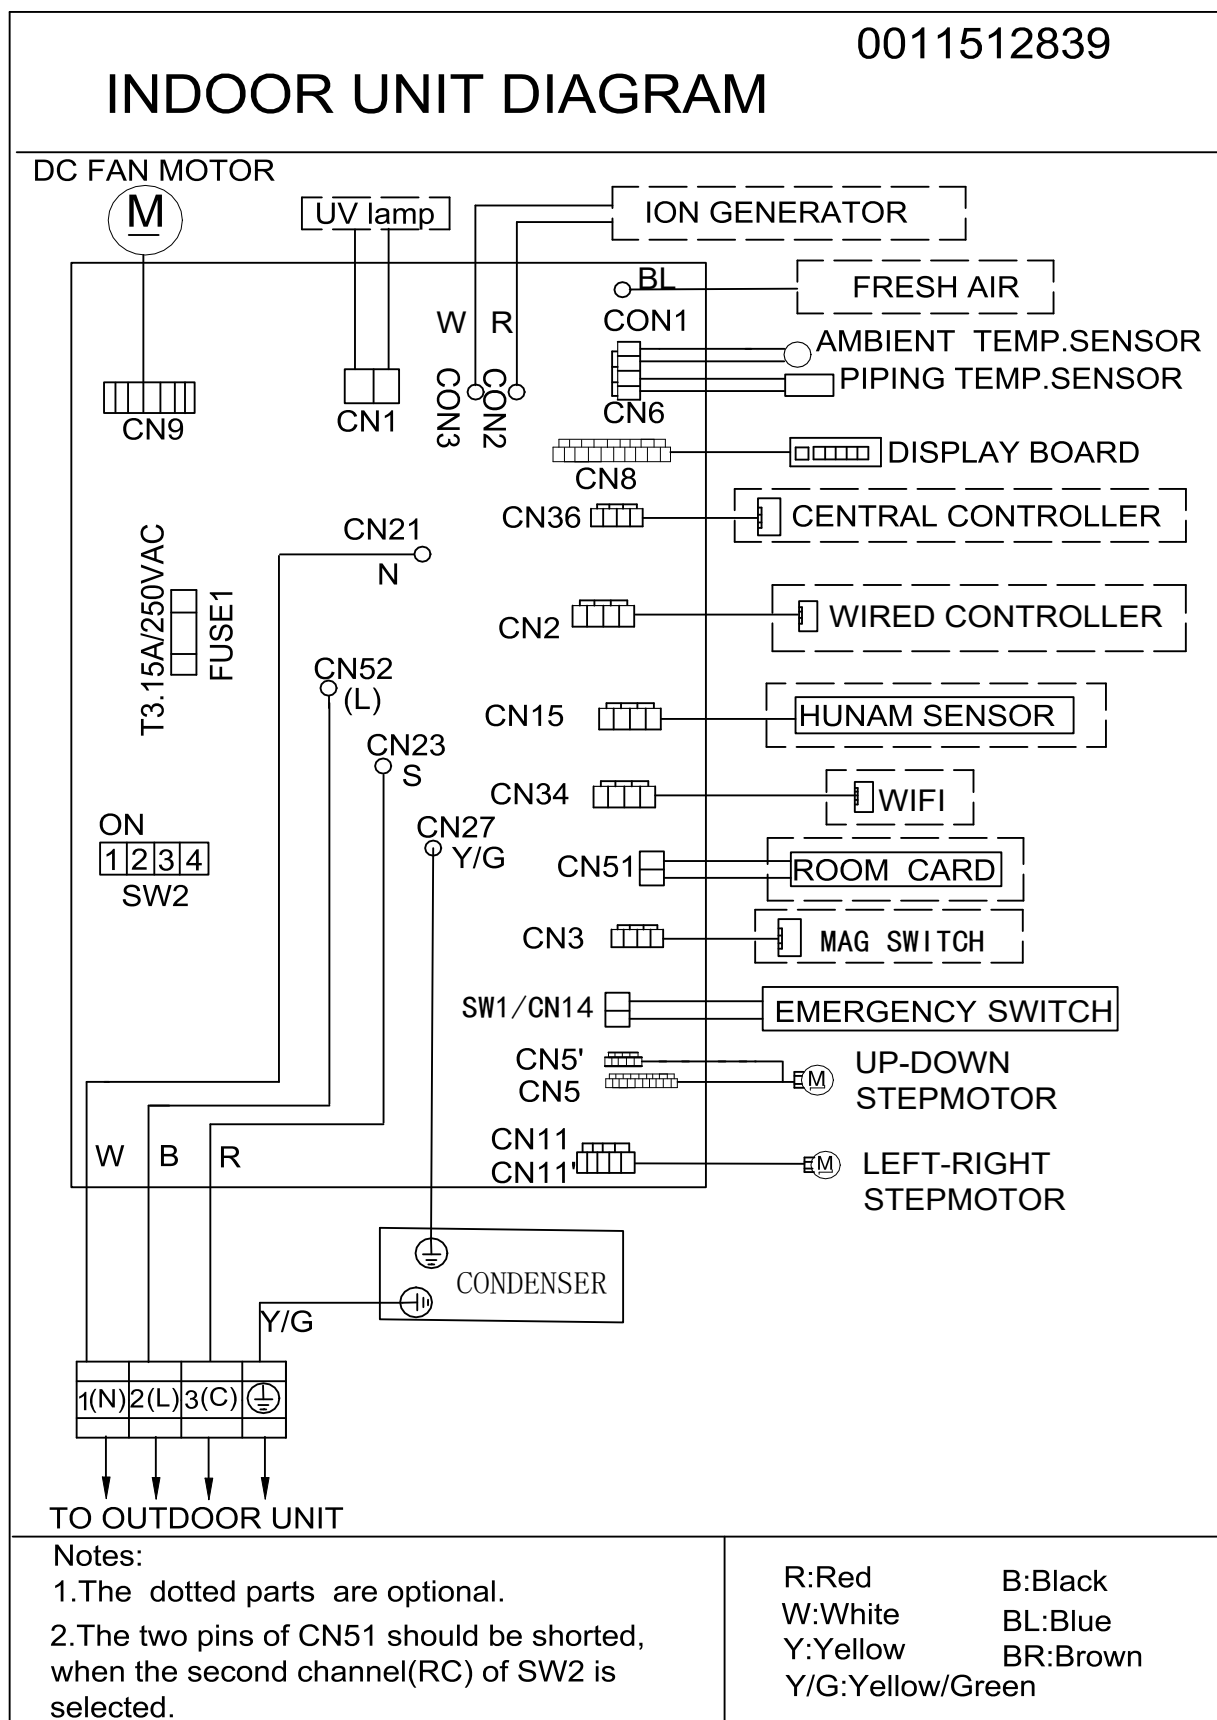 0011512839
INDOOR UNIT DIAGRAM
DC FAN MOTOR
M
UV lamp
ION GENERATOR
BL
FRESH AIR
W
R
CON1
AMBIENT TEMP.SENSOR
PIPING TEMP.SENSOR
CN9
CN1
CON3
CON2
CN6
DISPLAY BOARD
CN8
CN36
CENTRAL CONTROLLER
CN21
N
T3.15A/250VAC
FUSE1
CN2
WIRED CONTROLLER
CN52
(L)
CN15
HUNAM SENSOR
CN23
S
CN34
WIFI
ON
1 2 3 4
SW2
CN27
Y/G
CN51
ROOM CARD
CN3
MAG SWITCH
SW1/CN14
EMERGENCY SWITCH
CN5'
CN5
M
UP-DOWN
STEPMOTOR
W
B
R
CN11
CN11'
M
LEFT-RIGHT
STEPMOTOR
CONDENSER
Y/G
1(N) 2(L) 3(C)
TO OUTDOOR UNIT
Notes:
1.The dotted parts are optional.
2.The two pins of CN51 should be shorted,
when the second channel(RC) of SW2 is
selected.
R:Red
B:Black
W:White
BL:Blue
Y:Yellow
BR:Brown
Y/G:Yellow/Green